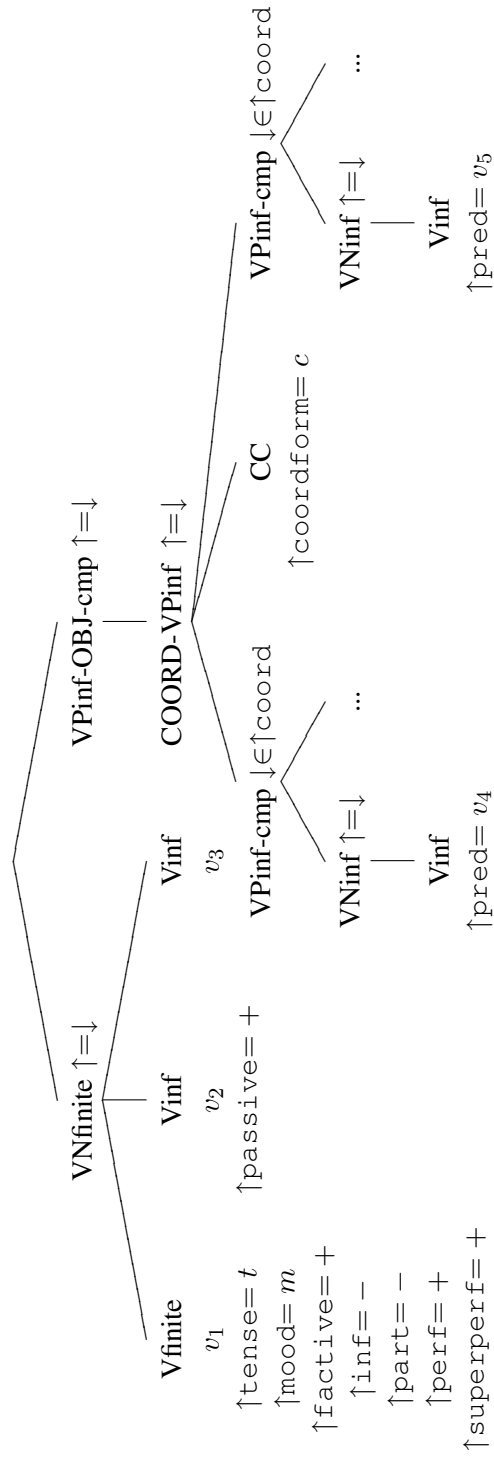 VNfinite ↑=↓
VPinf-OBJ-cmp ↑=↓
Vfinite
Vinf
Vinf
COORD-VPinf ↑=↓
v₁
v₂
v₃
↑tense= t
↑mood= m
↑factive= +
↑inf= −
↑part= −
↑perf= +
↑superperf= +
↑passive= +
VPinf-cmp ↓∈↑coord
CC
VPinf-cmp ↓∈↑coord
↑coordform= c
VNinf ↑=↓
...
VNinf ↑=↓
...
Vinf
Vinf
↑pred= v₄
↑pred= v₅